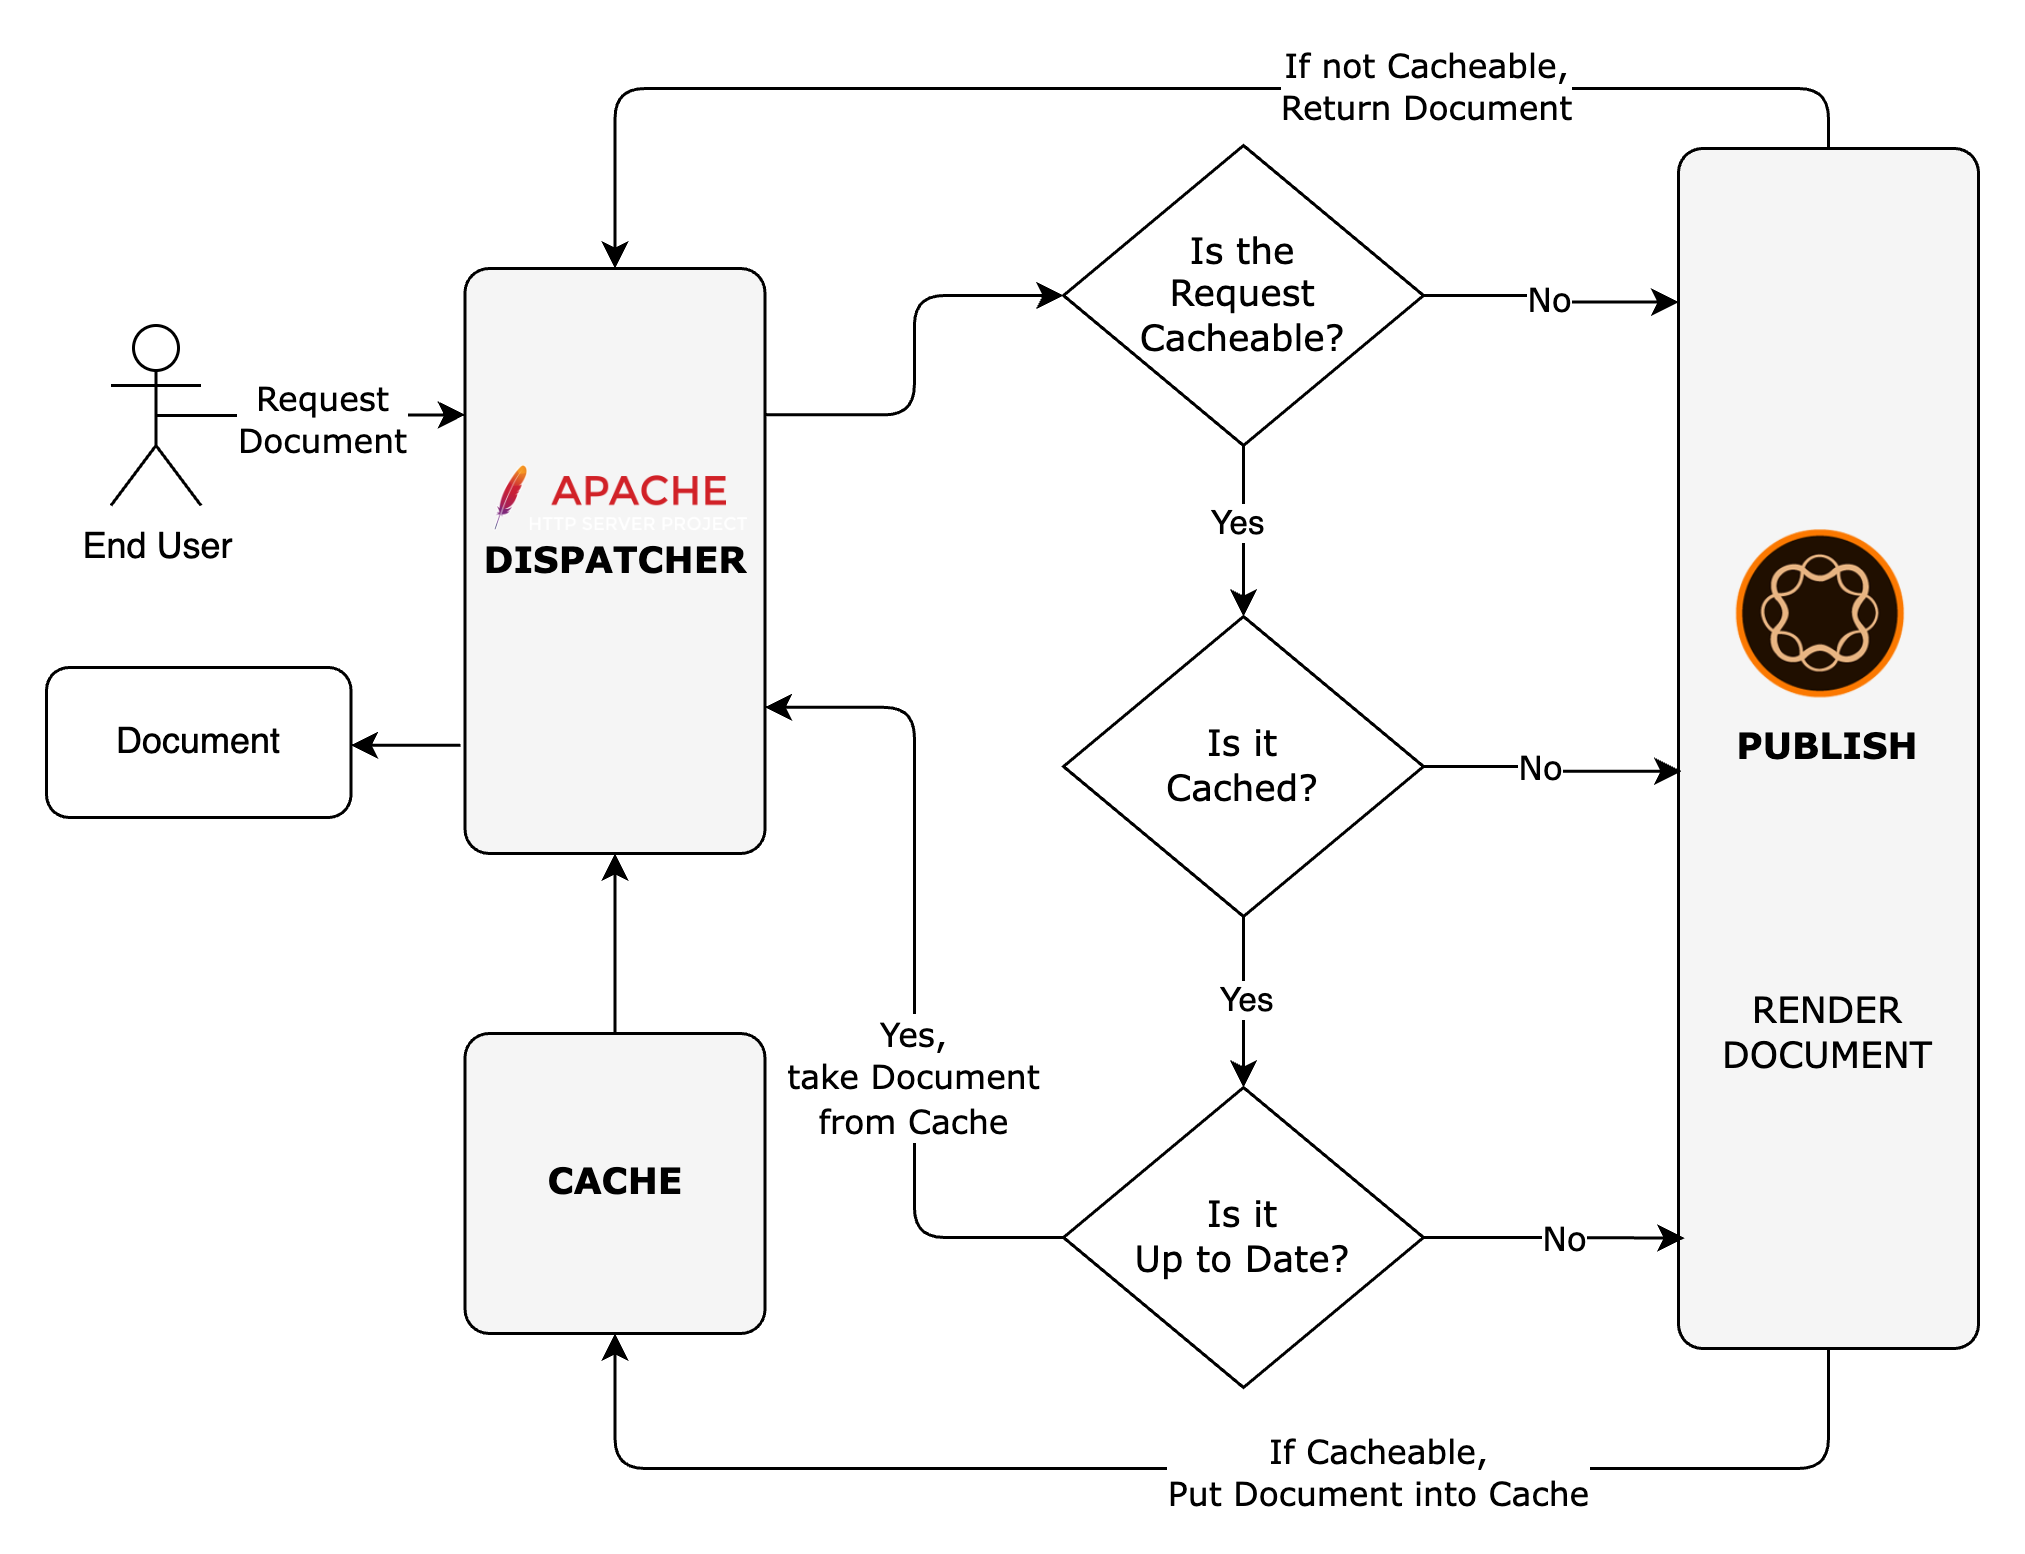 If not Cacheable,
Return Document
Is the
Request
Cacheable?
No
Request
Document
End User
APACHE
HTTP SERVER PROJECT
DISPATCHER
Yes
Document
Is it
Cached?
No
PUBLISH
RENDER
DOCUMENT
Yes
Yes,
take Document
from Cache
CACHE
Is it
Up to Date?
No
If Cacheable,
Put Document into Cache